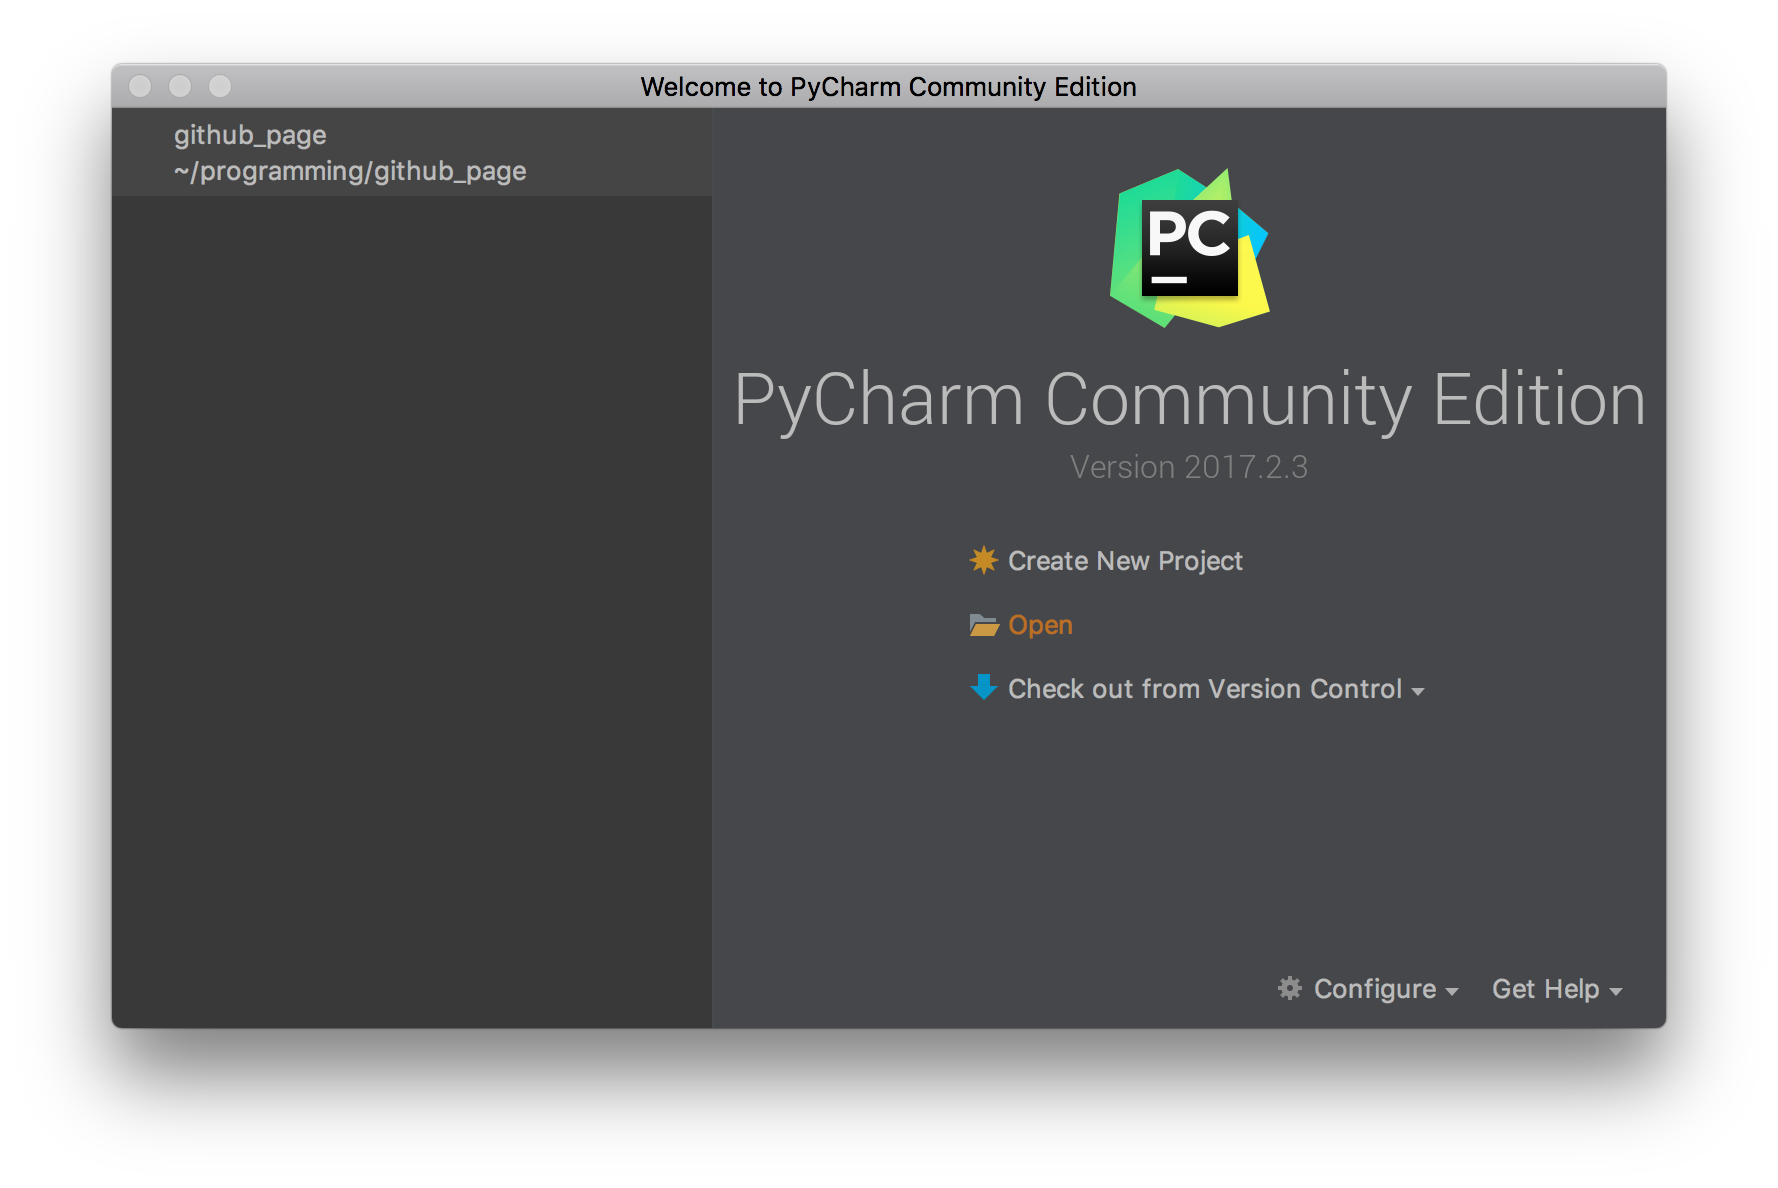 Welcome to PyCharm Community Edition
github_page
~/programming/github_page
PC
PyCharm Community Edition
Version 2017.2.3
Create New Project
Open
Check out from Version Control
Configure
Get Help